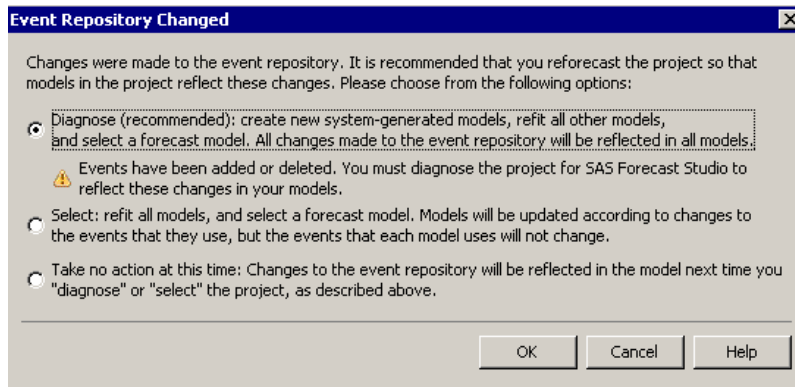 Event Repository Changed
Changes were made to the event repository. It is recommended that you reforecast the project so that
models in the project reflect these changes. Please choose from the following options:
Diagnose (recommended): create new system-generated models, refit all other models,
and select a forecast model. All changes made to the event repository will be reflected in all models.
Events have been added or deleted. You must diagnose the project for SAS Forecast Studio to
reflect these changes in your models.
Select: refit all models, and select a forecast model. Models will be updated according to changes to
the events that they use, but the events that each model uses will not change.
Take no action at this time: Changes to the event repository will be reflected in the model next time you
"diagnose" or "select" the project, as described above.
OK Cancel Help